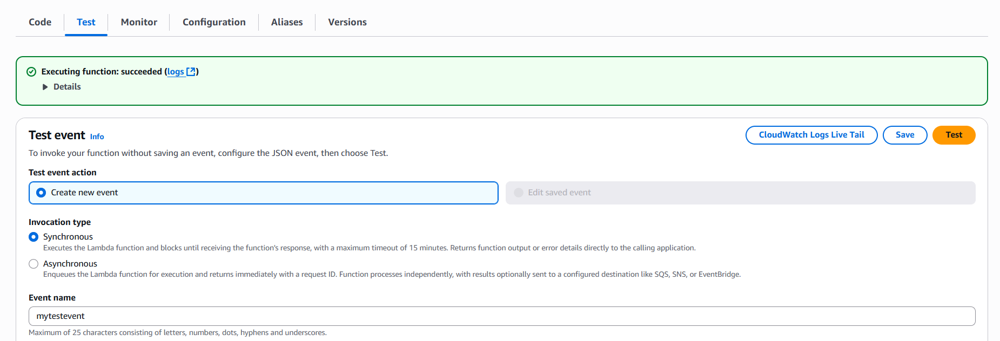 Code Test Monitor Configuration Aliases Versions
Executing function: succeeded (logs)
Details
Test event Info CloudWatch Logs Live Tail Save Test
To invoke your function without saving an event, configure the JSON event, then choose Test.
Test event action
Create new event Edit saved event
Invocation type
Synchronous
Executes the Lambda function and blocks until receiving the function's response, with a maximum timeout of 15 minutes. Returns function output or error details directly to the calling application.
Asynchronous
Enqueues the Lambda function for execution and returns immediately with a request ID. Function processes independently, with results optionally sent to a configured destination like SQS, SNS, or EventBridge.
Event name
mytestevent
Maximum of 25 characters consisting of letters, numbers, dots, hyphens and underscores.